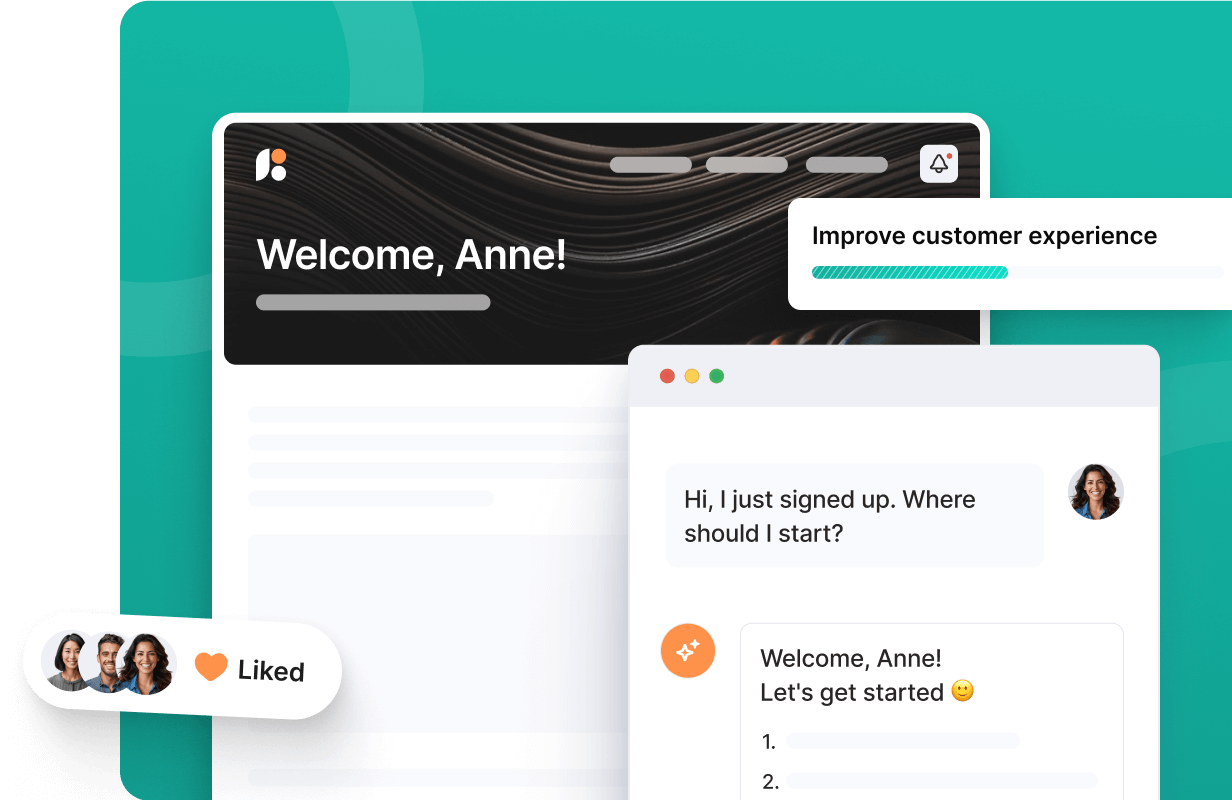 Welcome, Anne!
Improve customer experience
Hi, I just signed up. Where
should I start?
Welcome, Anne!
Let's get started 🙂
1.
2.
Liked